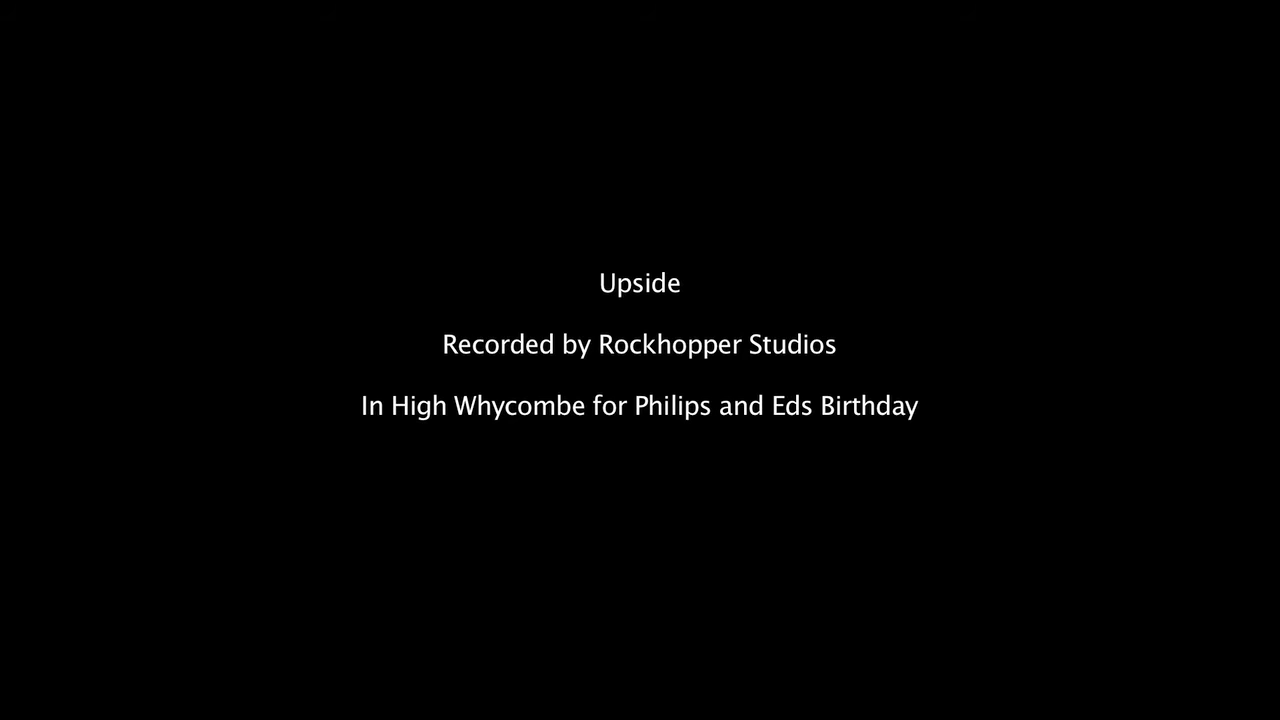 Upside
Recorded by Rockhopper Studios
In High Whycombe for Philips and Eds Birthday